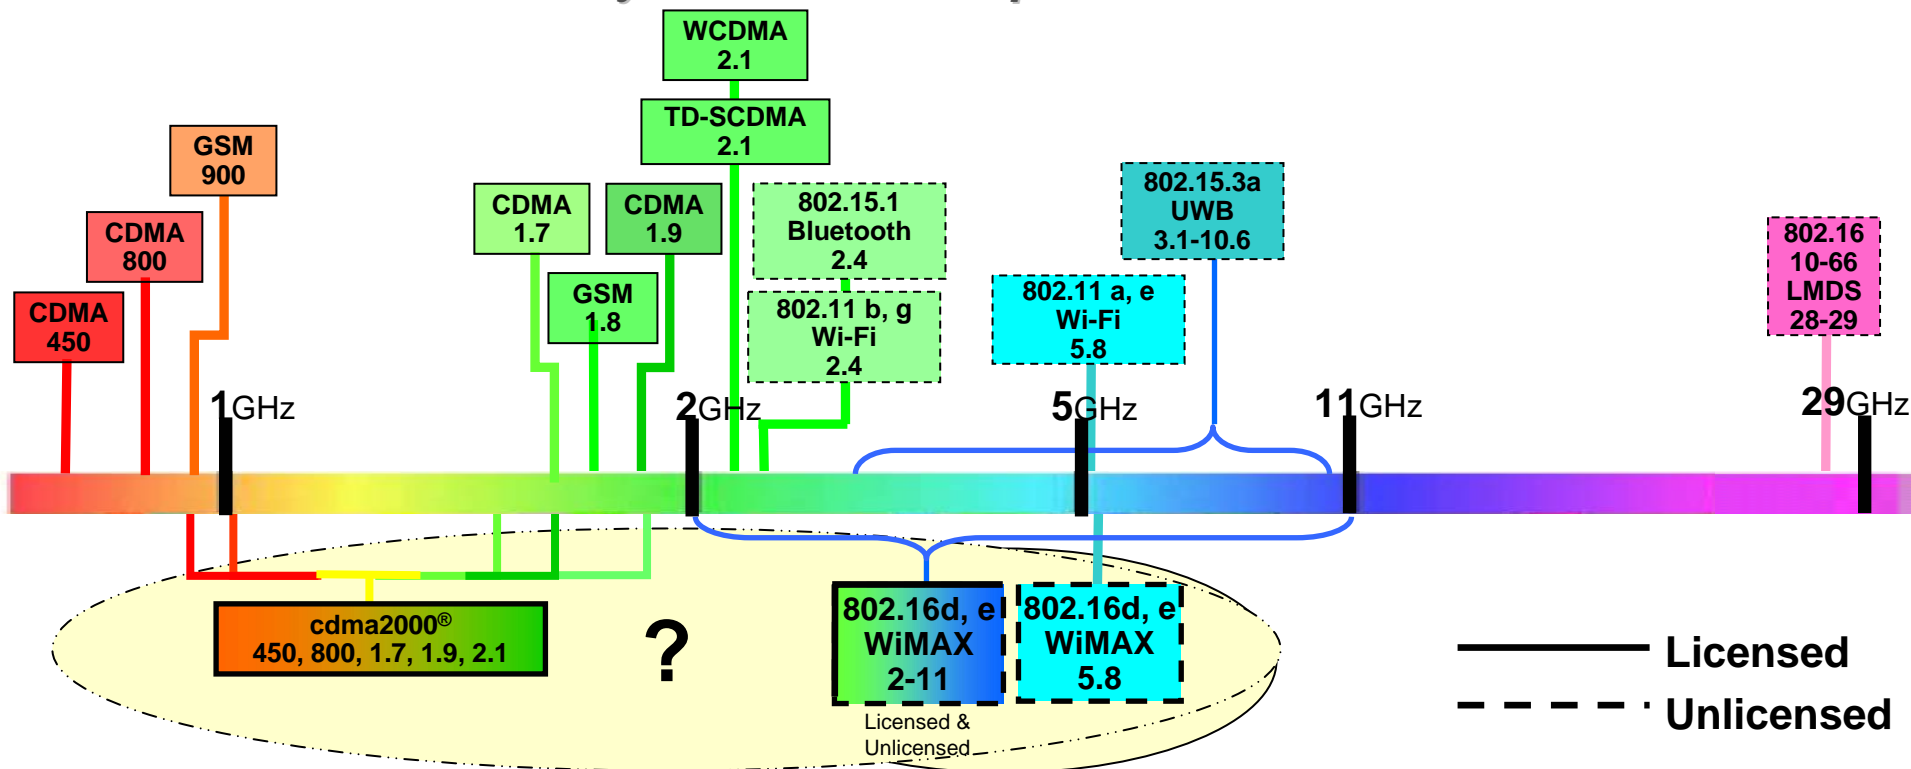 WCDMA
2.1
TD-SCDMA
2.1
GSM
900
CDMA
800
CDMA
450
CDMA
1.7
CDMA
1.9
GSM
1.8
802.15.1
Bluetooth
2.4
802.11 b, g
Wi-Fi
2.4
802.15.3a
UWB
3.1-10.6
802.11 a, e
Wi-Fi
5.8
802.16
10-66
LMDS
28-29
1GHz
2GHz
5GHz
11GHz
29GHz
cdma2000®
450, 800, 1.7, 1.9, 2.1
?
802.16d, e
WiMAX
2-11
Licensed &
Unlicensed
802.16d, e
WiMAX
5.8
Licensed
Unlicensed